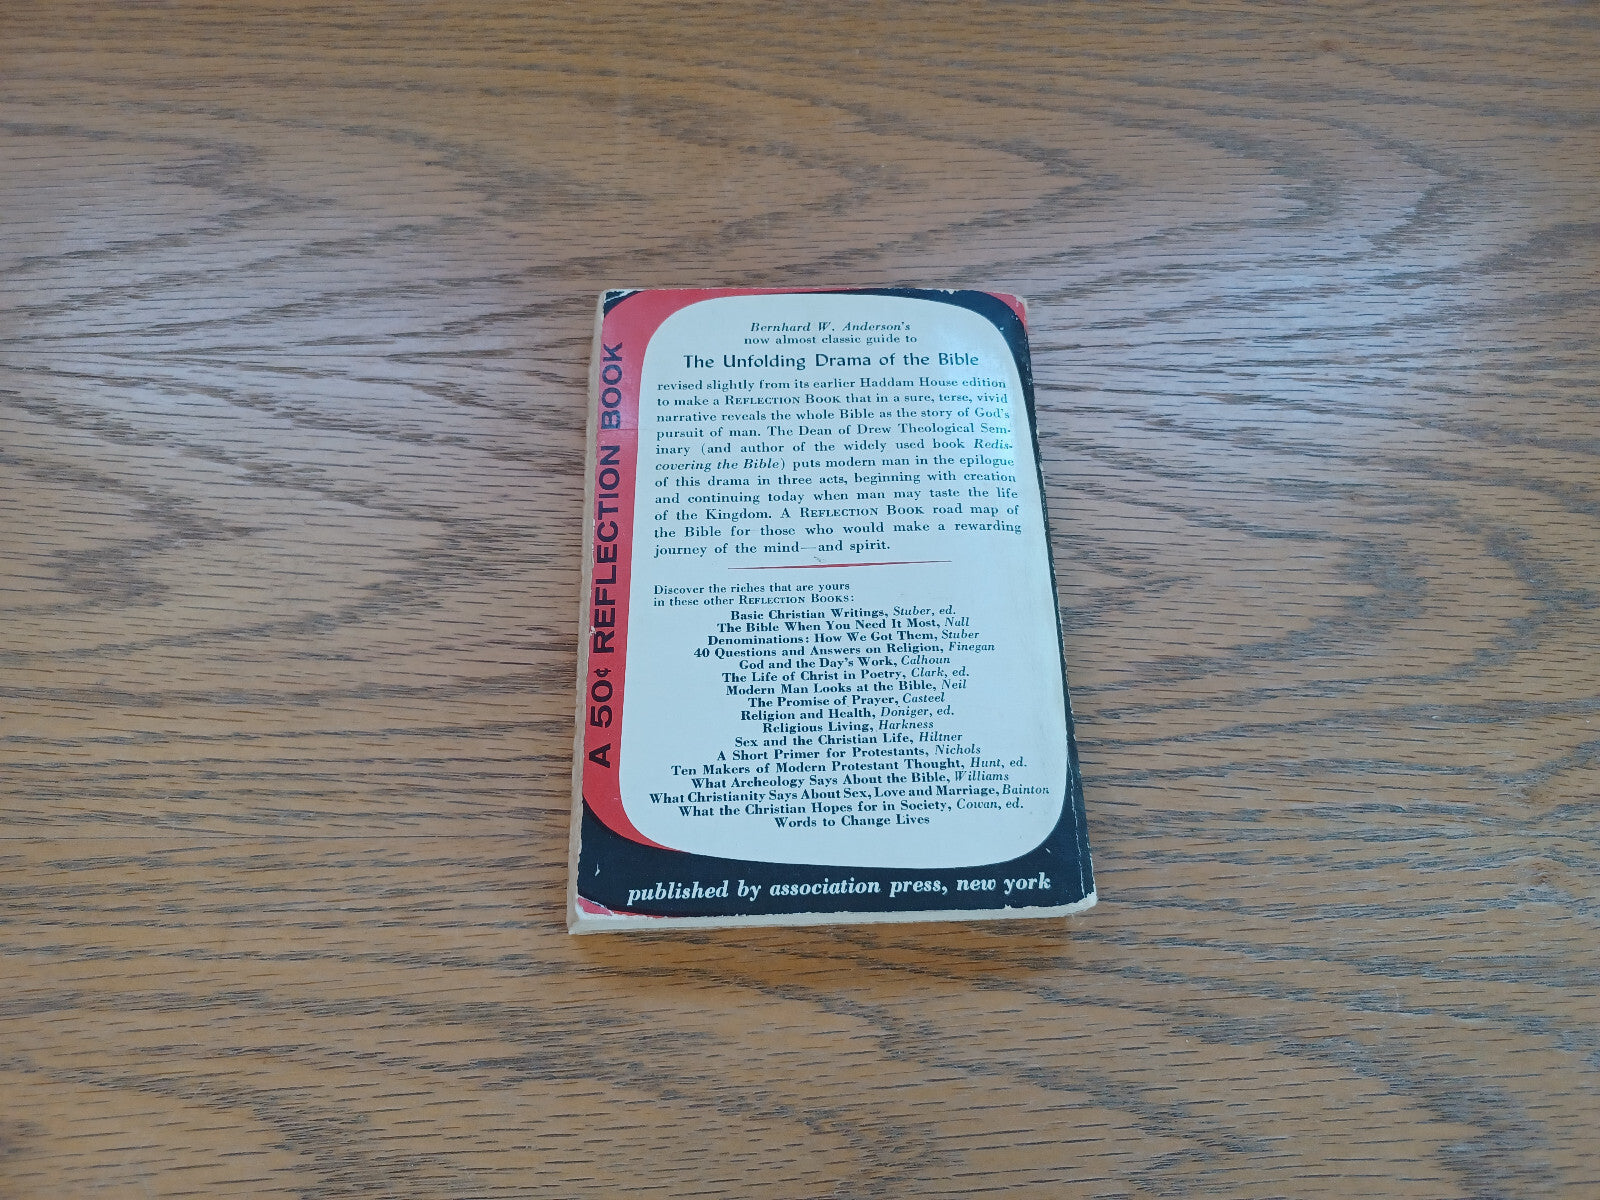 A 50¢ REFLECTION BOOK
Bernhard W. Anderson's
now almost classic guide to
The Unfolding Drama of the Bible
revised slightly from its earlier Haddam House edition
to make a REFLECTION BOOK that in a sure, terse, vivid
narrative reveals the whole Bible as the story of God's
pursuit of man. The Dean of Drew Theological Sem-
inary (and author of the widely used book Redis-
covering the Bible) puts modern man in the epilogue
of this drama in three acts, beginning with creation
and continuing today when man may taste the life
of the Kingdom. A REFLECTION BOOK road map of
the Bible for those who would make a rewarding
journey of the mind—and spirit.
Discover the riches that are yours
in these other REFLECTION BOOKS:
Basic Christian Writings, Stuber, ed.
The Bible When You Need It Most, Nall
Denominations: How We Got Them, Stuber
40 Questions and Answers on Religion, Finegan
God and the Day's Work, Calhoun
The Life of Christ in Poetry, Clark, ed.
Modern Man Looks at the Bible, Neil
The Promise of Prayer, Casteel
Religion and Health, Doniger, ed.
Religious Living, Harkness
Sex and the Christian Life, Hiltner
A Short Primer for Protestants, Nichols
Ten Makers of Modern Protestant Thought, Hunt, ed.
What Archeology Says About the Bible, Williams
What Christianity Says About Sex, Love and Marriage, Bainton
What the Christian Hopes for in Society, Cowan, ed.
Words to Change Lives
published by association press, new york